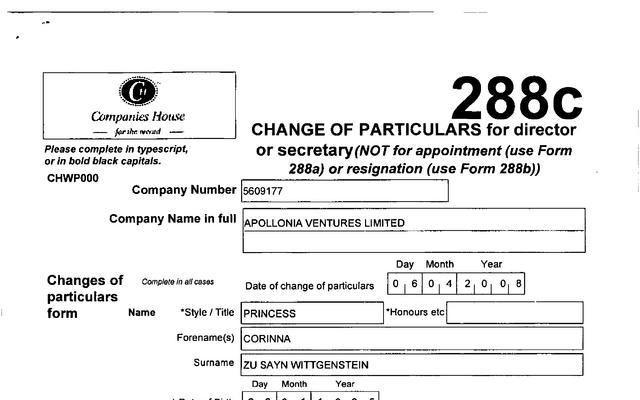 288c
Companies House
for the record
CHANGE OF PARTICULARS for director
or secretary (NOT for appointment (use Form
288a) or resignation (use Form 288b))
Please complete in typescript,
or in bold black capitals.
CHWP000
Company Number 5609177
Company Name in full APOLLONIA VENTURES LIMITED
Day Month Year
Changes of particulars form Complete in all cases Date of change of particulars 0 6 0 4 2 0 0 8
Name *Style / Title PRINCESS *Honours etc
Forename(s) CORINNA
Surname ZU SAYN WITTGENSTEIN
Day Month Year